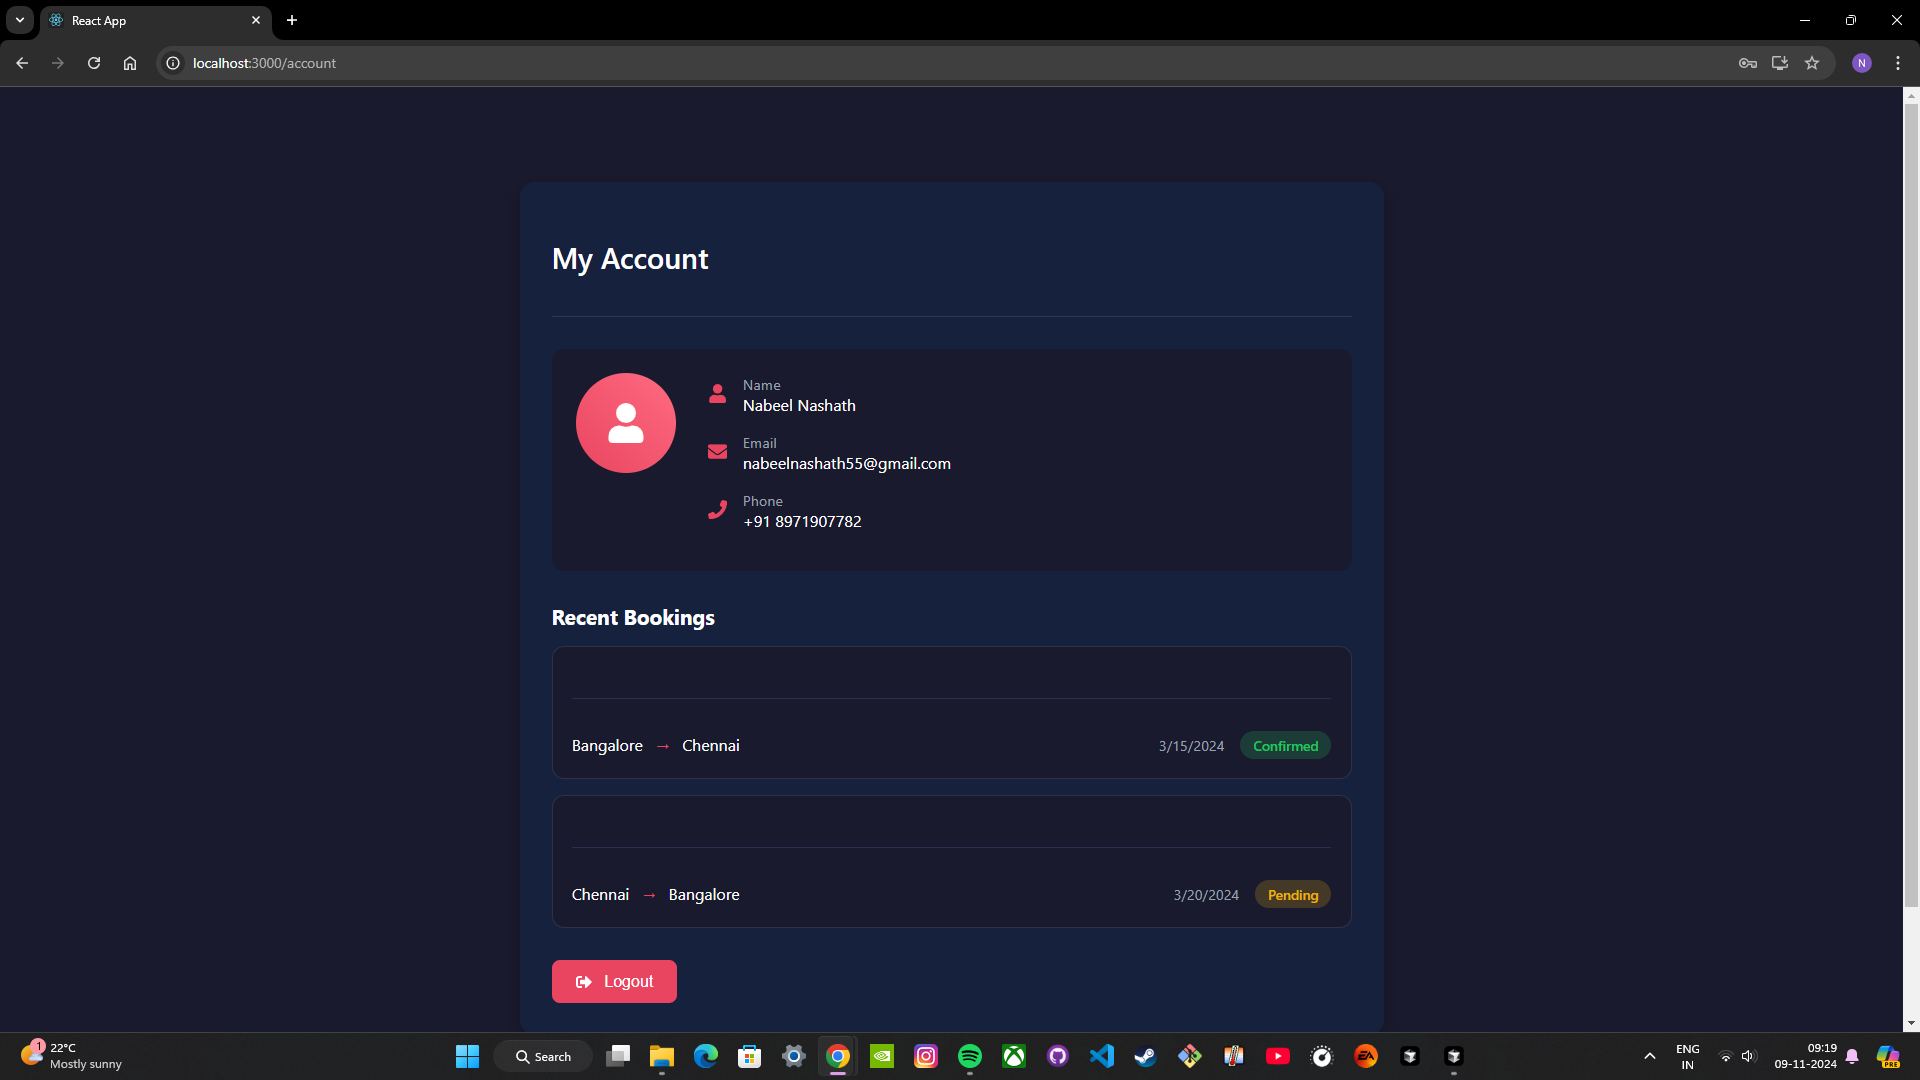 React App
localhost:3000/account
N
My Account
Name
Nabeel Nashath
Email
nabeelnashath55@gmail.com
Phone
+91 8971907782
Recent Bookings
Bangalore → Chennai 3/15/2024 Confirmed
Chennai → Bangalore 3/20/2024 Pending
Logout
1
22°C
Mostly sunny
Search
EA
ENG
IN
09:19
09-11-2024
PRE